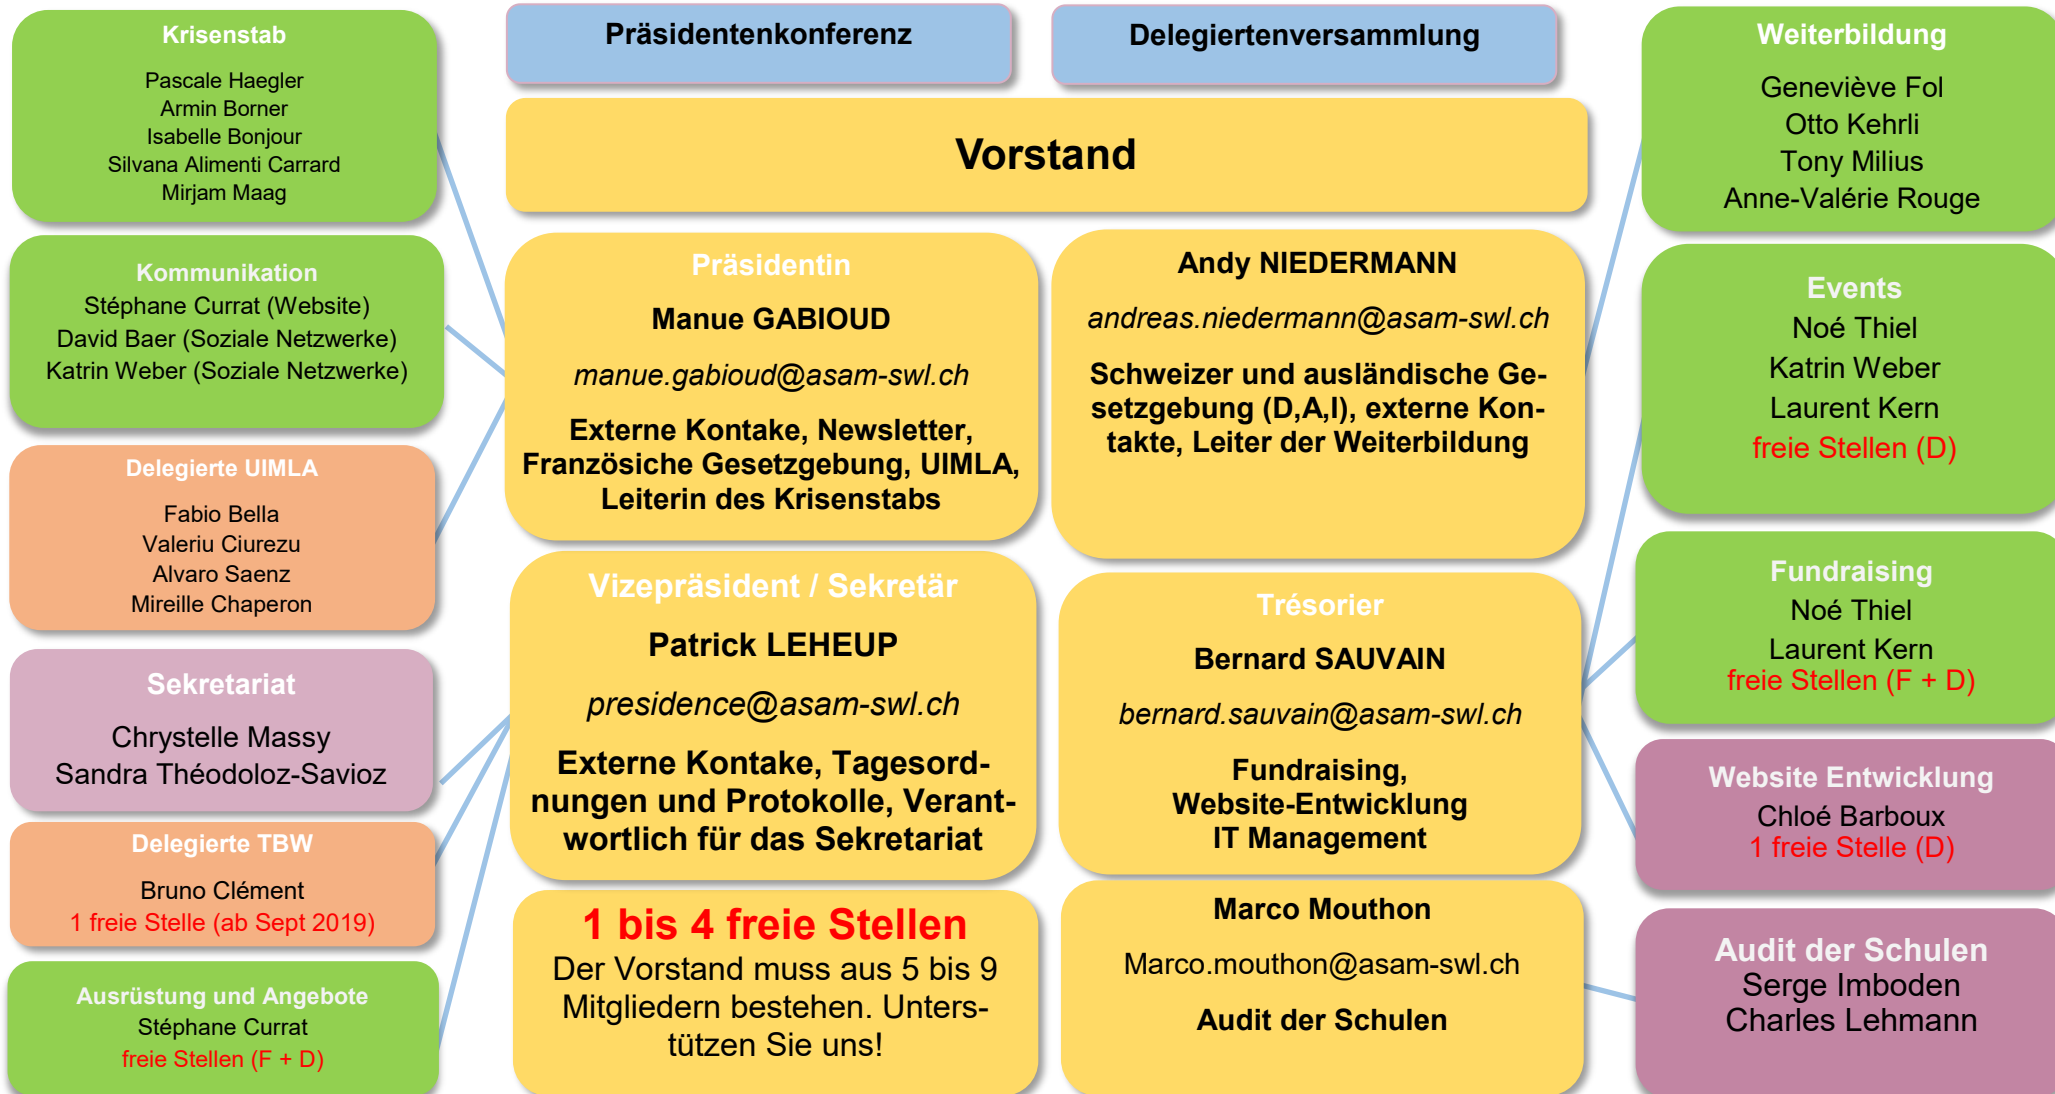 Krisenstab
Pascale Haegler
Armin Borner
Isabelle Bonjour
Silvana Alimenti Carrard
Mirjam Maag
Kommunikation
Stéphane Currat (Website)
David Baer (Soziale Netzwerke)
Katrin Weber (Soziale Netzwerke)
Delegierte UIMLA
Fabio Bella
Valeriu Ciurezu
Alvaro Saenz
Mireille Chaperon
Sekretariat
Chrystelle Massy
Sandra Théodoloz-Savioz
Delegierte TBW
Bruno Clément
1 freie Stelle (ab Sept 2019)
Ausrüstung und Angebote
Stéphane Currat
freie Stellen (F + D)
Präsidentenkonferenz
Delegiertenversammlung
Vorstand
Präsidentin
Manue GABIOUD
manue.gabioud@asam-swl.ch
Externe Kontake, Newsletter,
Französiche Gesetzgebung, UIMLA,
Leiterin des Krisenstabs
Vizepräsident / Sekretär
Patrick LEHEUP
presidence@asam-swl.ch
Externe Kontake, Tagesord-
nungen und Protokolle, Verant-
wortlich für das Sekretariat
1 bis 4 freie Stellen
Der Vorstand muss aus 5 bis 9
Mitgliedern bestehen. Unters-
tützen Sie uns!
Andy NIEDERMANN
andreas.niedermann@asam-swl.ch
Schweizer und ausländische Ge-
setzgebung (D,A,I), externe Kon-
takte, Leiter der Weiterbildung
Trésorier
Bernard SAUVAIN
bernard.sauvain@asam-swl.ch
Fundraising,
Website-Entwicklung
IT Management
Marco Mouthon
Marco.mouthon@asam-swl.ch
Audit der Schulen
Weiterbildung
Geneviève Fol
Otto Kehrli
Tony Milius
Anne-Valérie Rouge
Events
Noé Thiel
Katrin Weber
Laurent Kern
freie Stellen (D)
Fundraising
Noé Thiel
Laurent Kern
freie Stellen (F + D)
Website Entwicklung
Chloé Barboux
1 freie Stelle (D)
Audit der Schulen
Serge Imboden
Charles Lehmann